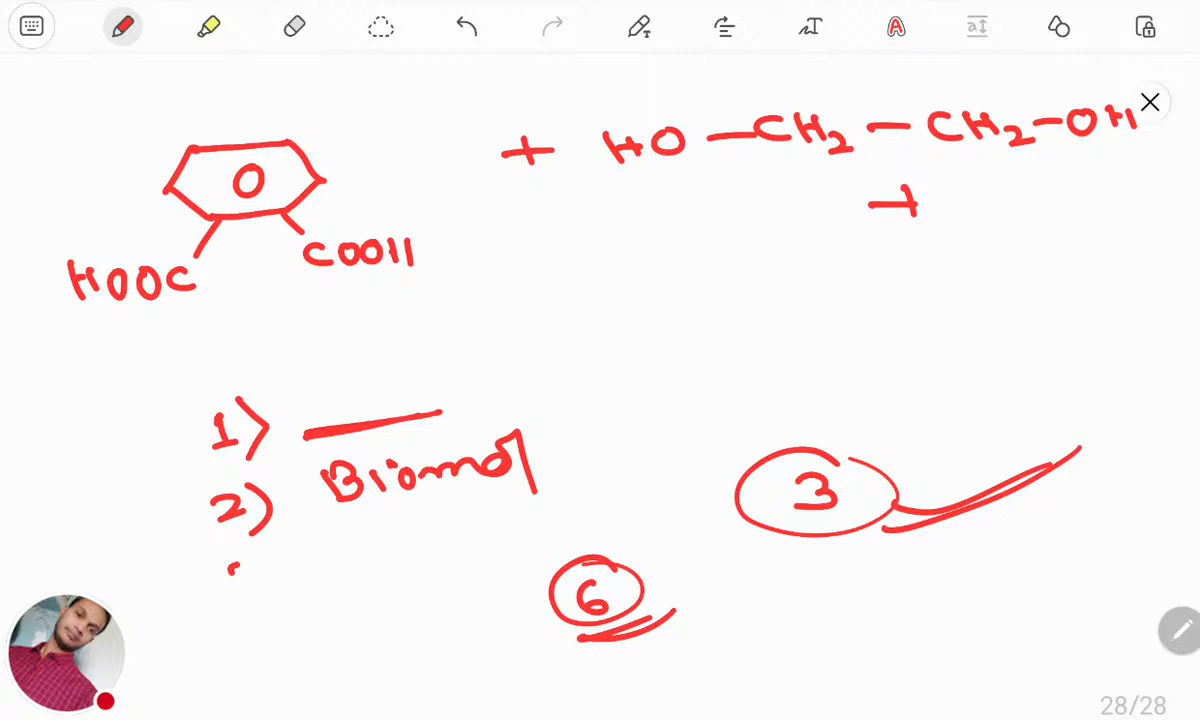 + HO-CH2-CH2-OH
+
HOOC COOH
1)
Biomol
2)
3
6
28/28